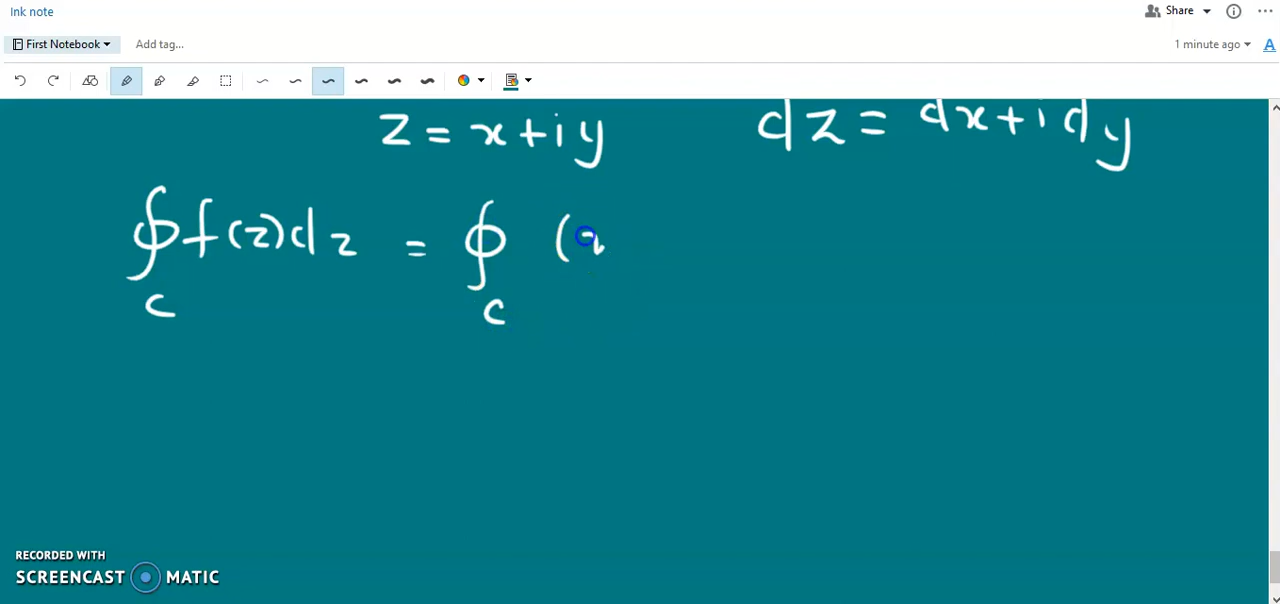 Ink note
Share
First Notebook
Add tag...
1 minute ago
A
z = x + i y
dz = dx + i dy
∮ f(z) dz = ∮ (
C C
RECORDED WITH
SCREENCAST MATIC